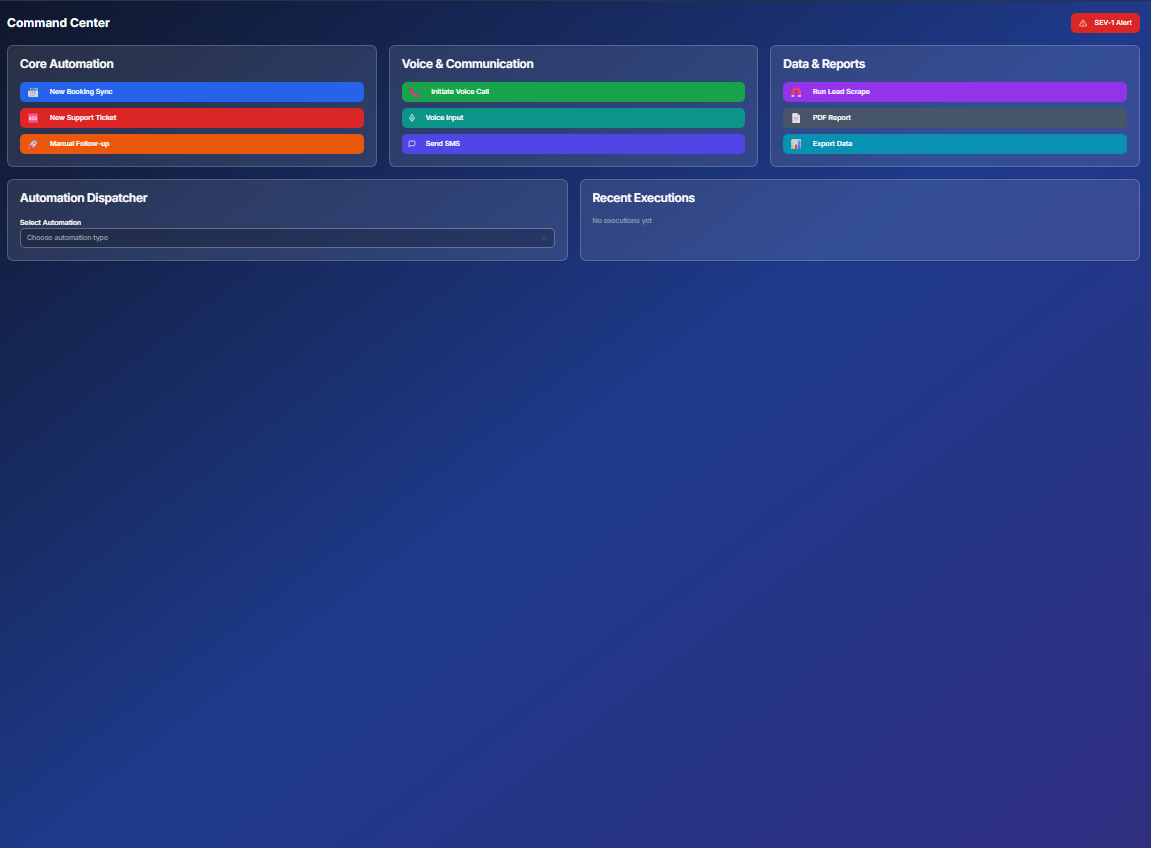 Command Center
SEV-1 Alert
Core Automation
New Booking Sync
New Support Ticket
Manual Follow-up
Voice & Communication
Initiate Voice Call
Voice Input
Send SMS
Data & Reports
Run Lead Scrape
PDF Report
Export Data
Automation Dispatcher
Select Automation
Choose automation type
Recent Executions
No executions yet